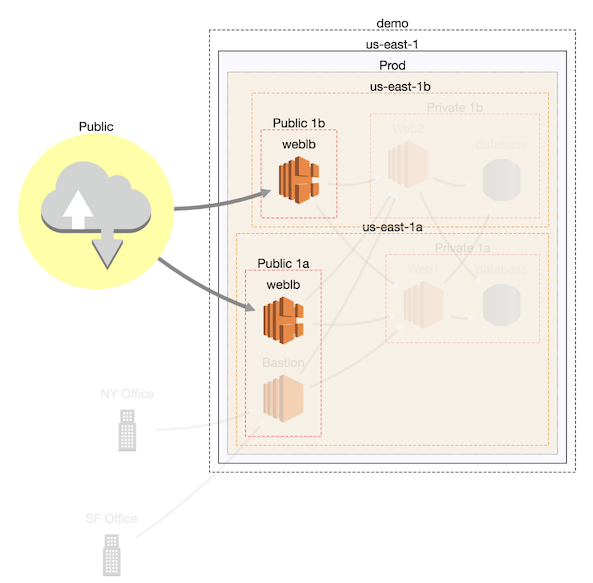 demo
us-east-1
Prod
us-east-1b
Private 1b
Public 1b
Public
Web2
weblb
database
us-east-1a
Private 1a
Public 1a
Web1
database
weblb
Bastion
NY Office
SF Office